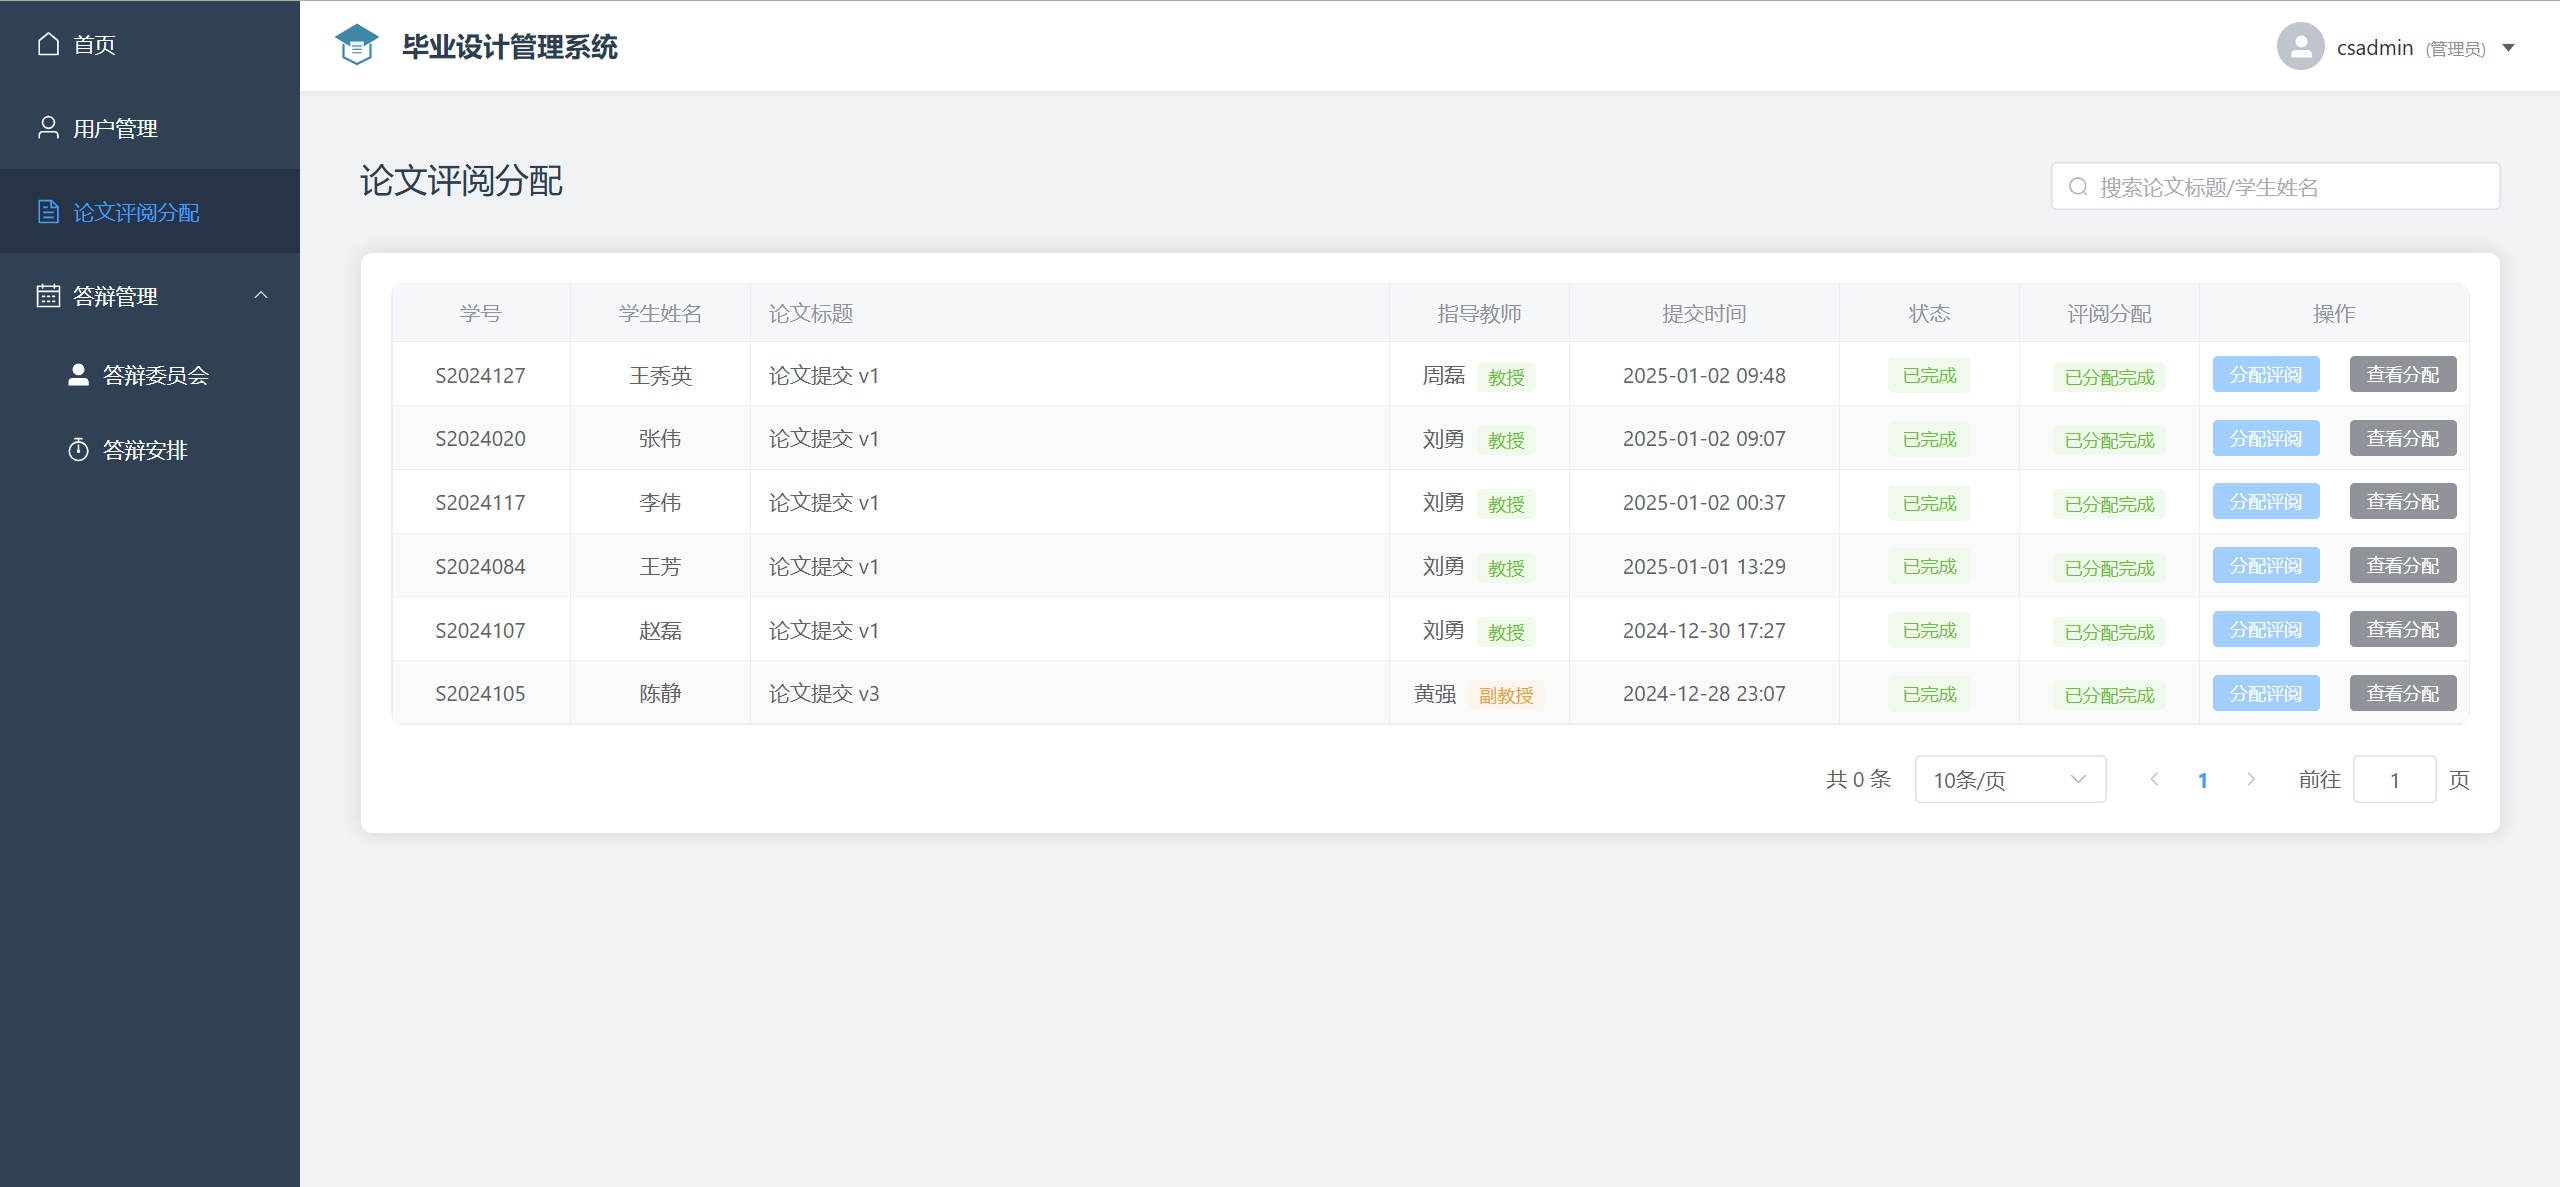 首页
用户管理
论文评阅分配
答辩管理
答辩委员会
答辩安排
毕业设计管理系统
csadmin (管理员)
论文评阅分配
搜索论文标题/学生姓名
学号 学生姓名 论文标题 指导教师 提交时间 状态 评阅分配 操作
S2024127 王秀英 论文提交 v1 周磊 教授 2025-01-02 09:48 已完成 已分配完成 分配评阅 查看分配
S2024020 张伟 论文提交 v1 刘勇 教授 2025-01-02 09:07 已完成 已分配完成 分配评阅 查看分配
S2024117 李伟 论文提交 v1 刘勇 教授 2025-01-02 00:37 已完成 已分配完成 分配评阅 查看分配
S2024084 王芳 论文提交 v1 刘勇 教授 2025-01-01 13:29 已完成 已分配完成 分配评阅 查看分配
S2024107 赵磊 论文提交 v1 刘勇 教授 2024-12-30 17:27 已完成 已分配完成 分配评阅 查看分配
S2024105 陈静 论文提交 v3 黄强 副教授 2024-12-28 23:07 已完成 已分配完成 分配评阅 查看分配
共 0 条 10条/页 1 前往 1 页